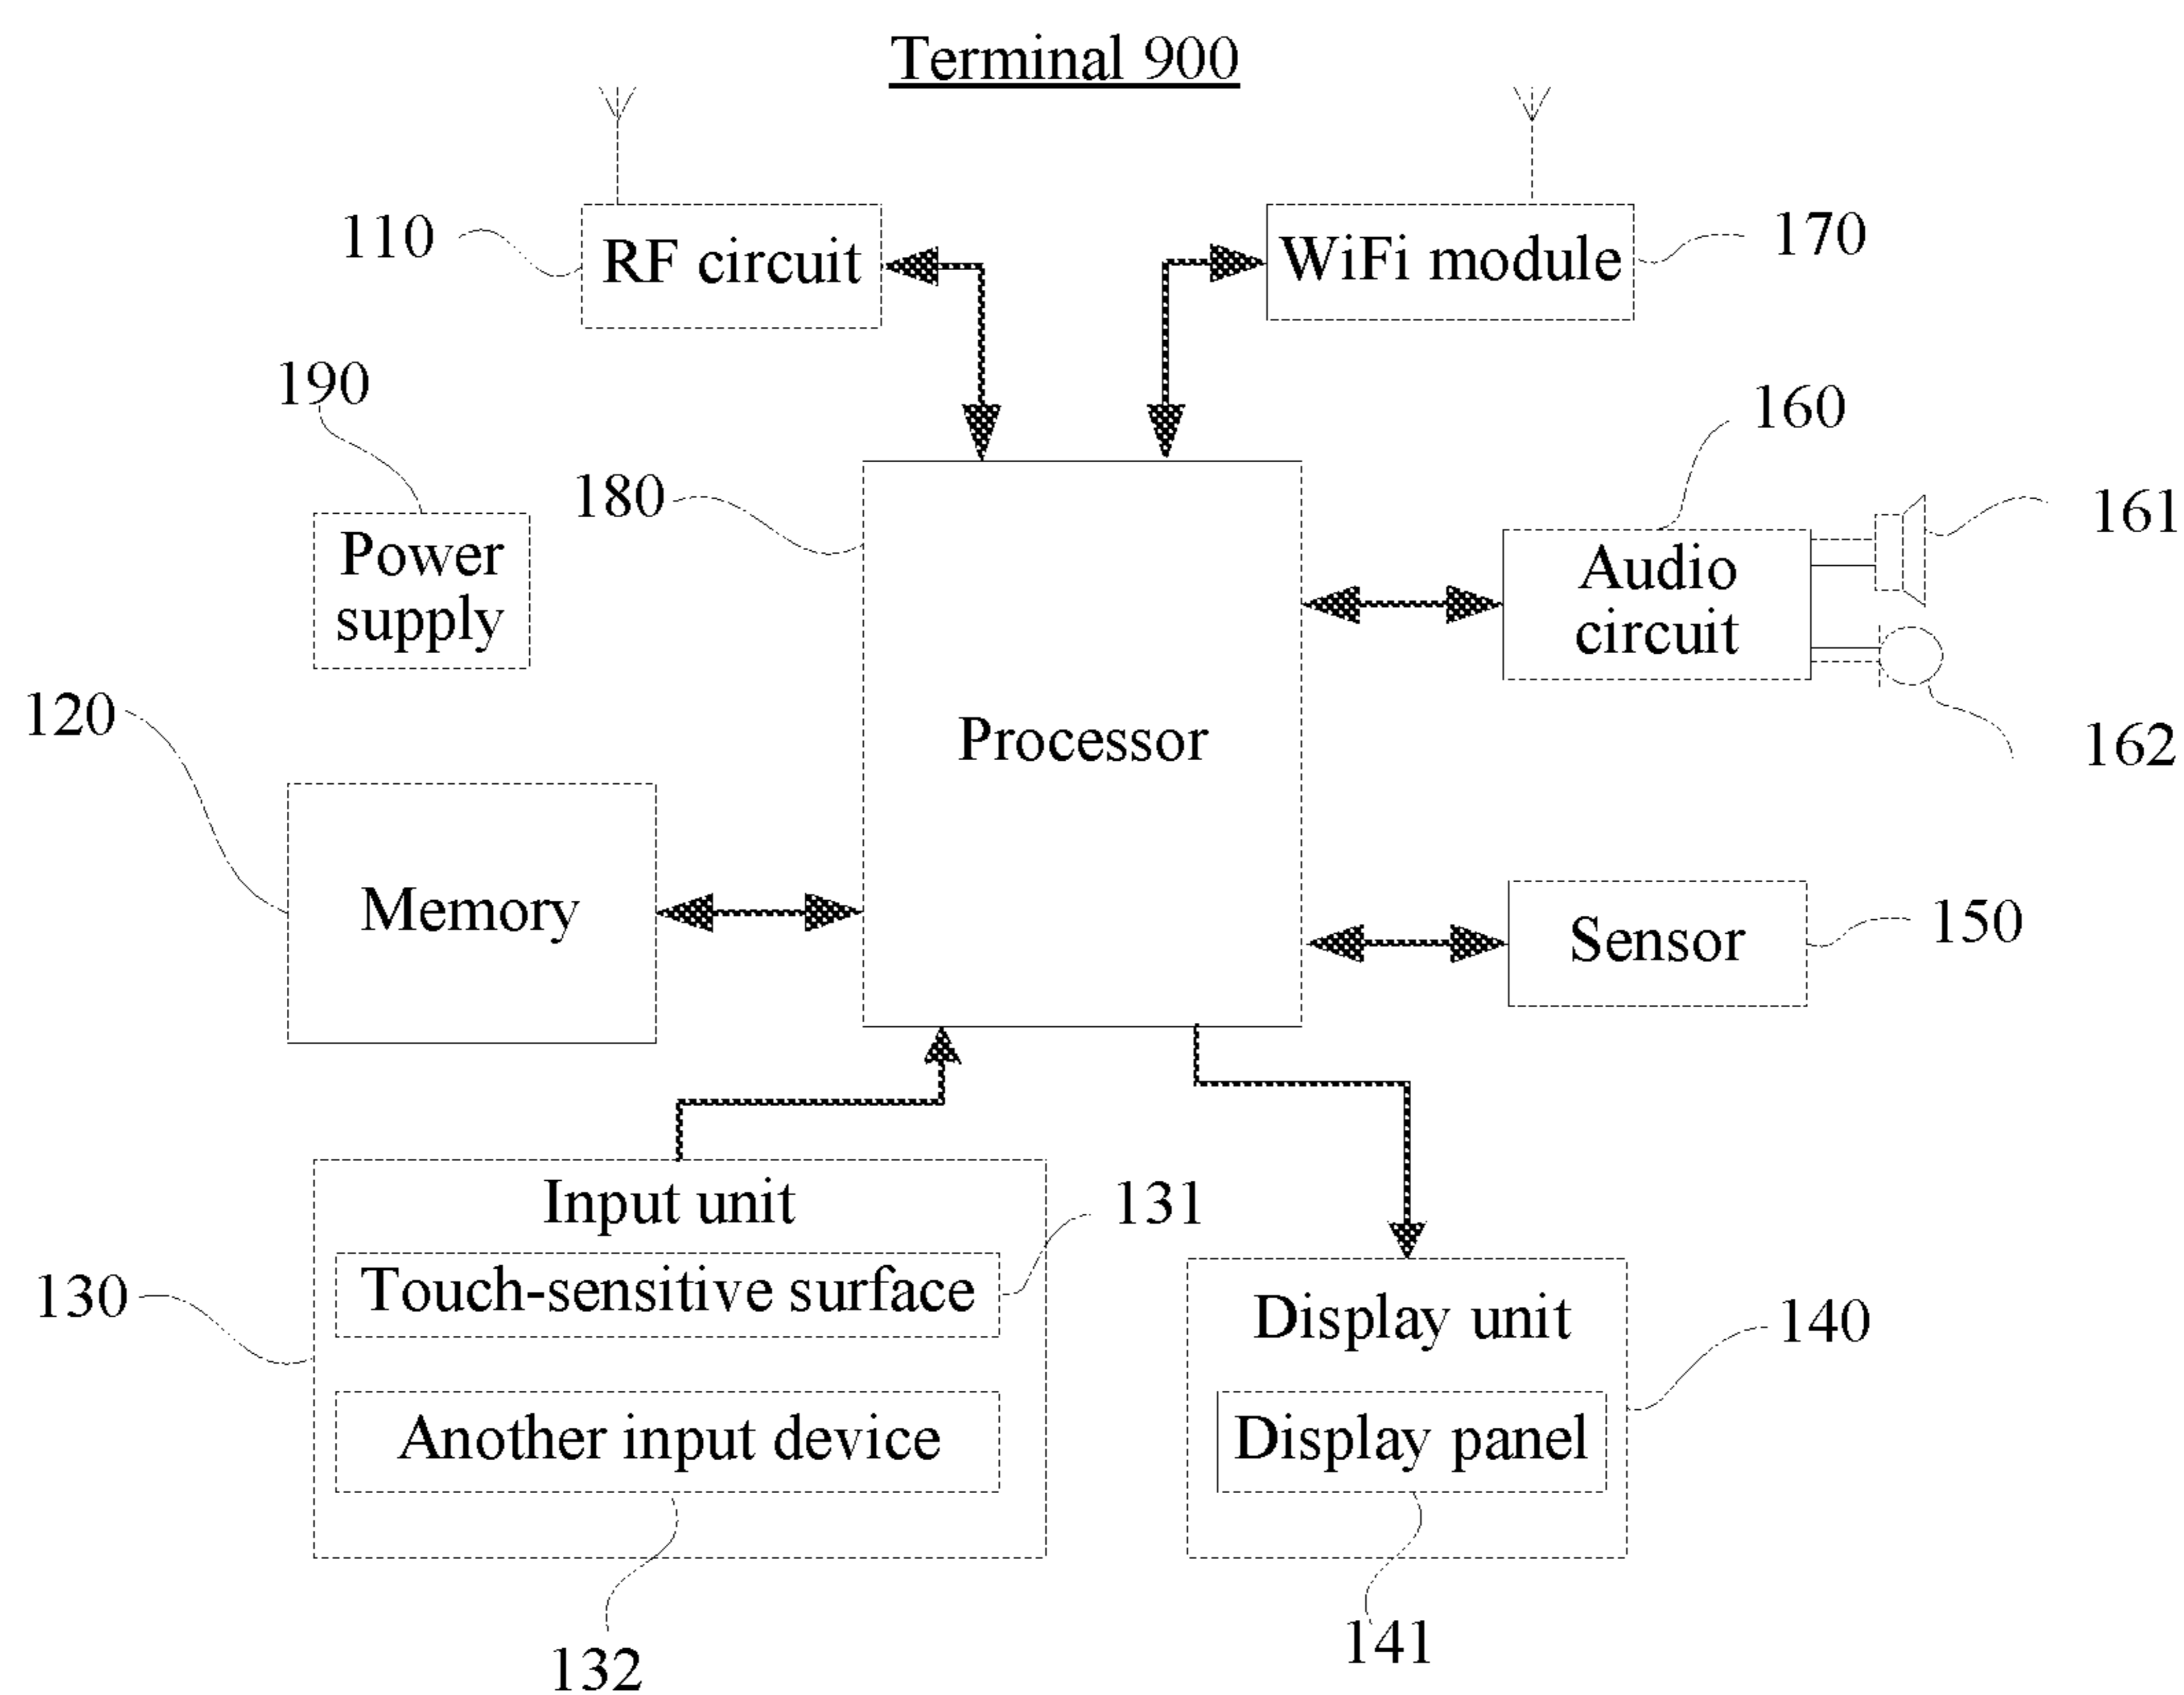 Terminal 900
110
RF circuit
WiFi module
170
190
180
160
161
Power
supply
Audio
circuit
162
120
Processor
Memory
Sensor
150
Input unit
131
130
Touch-sensitive surface
Another input device
132
Display unit
140
Display panel
141